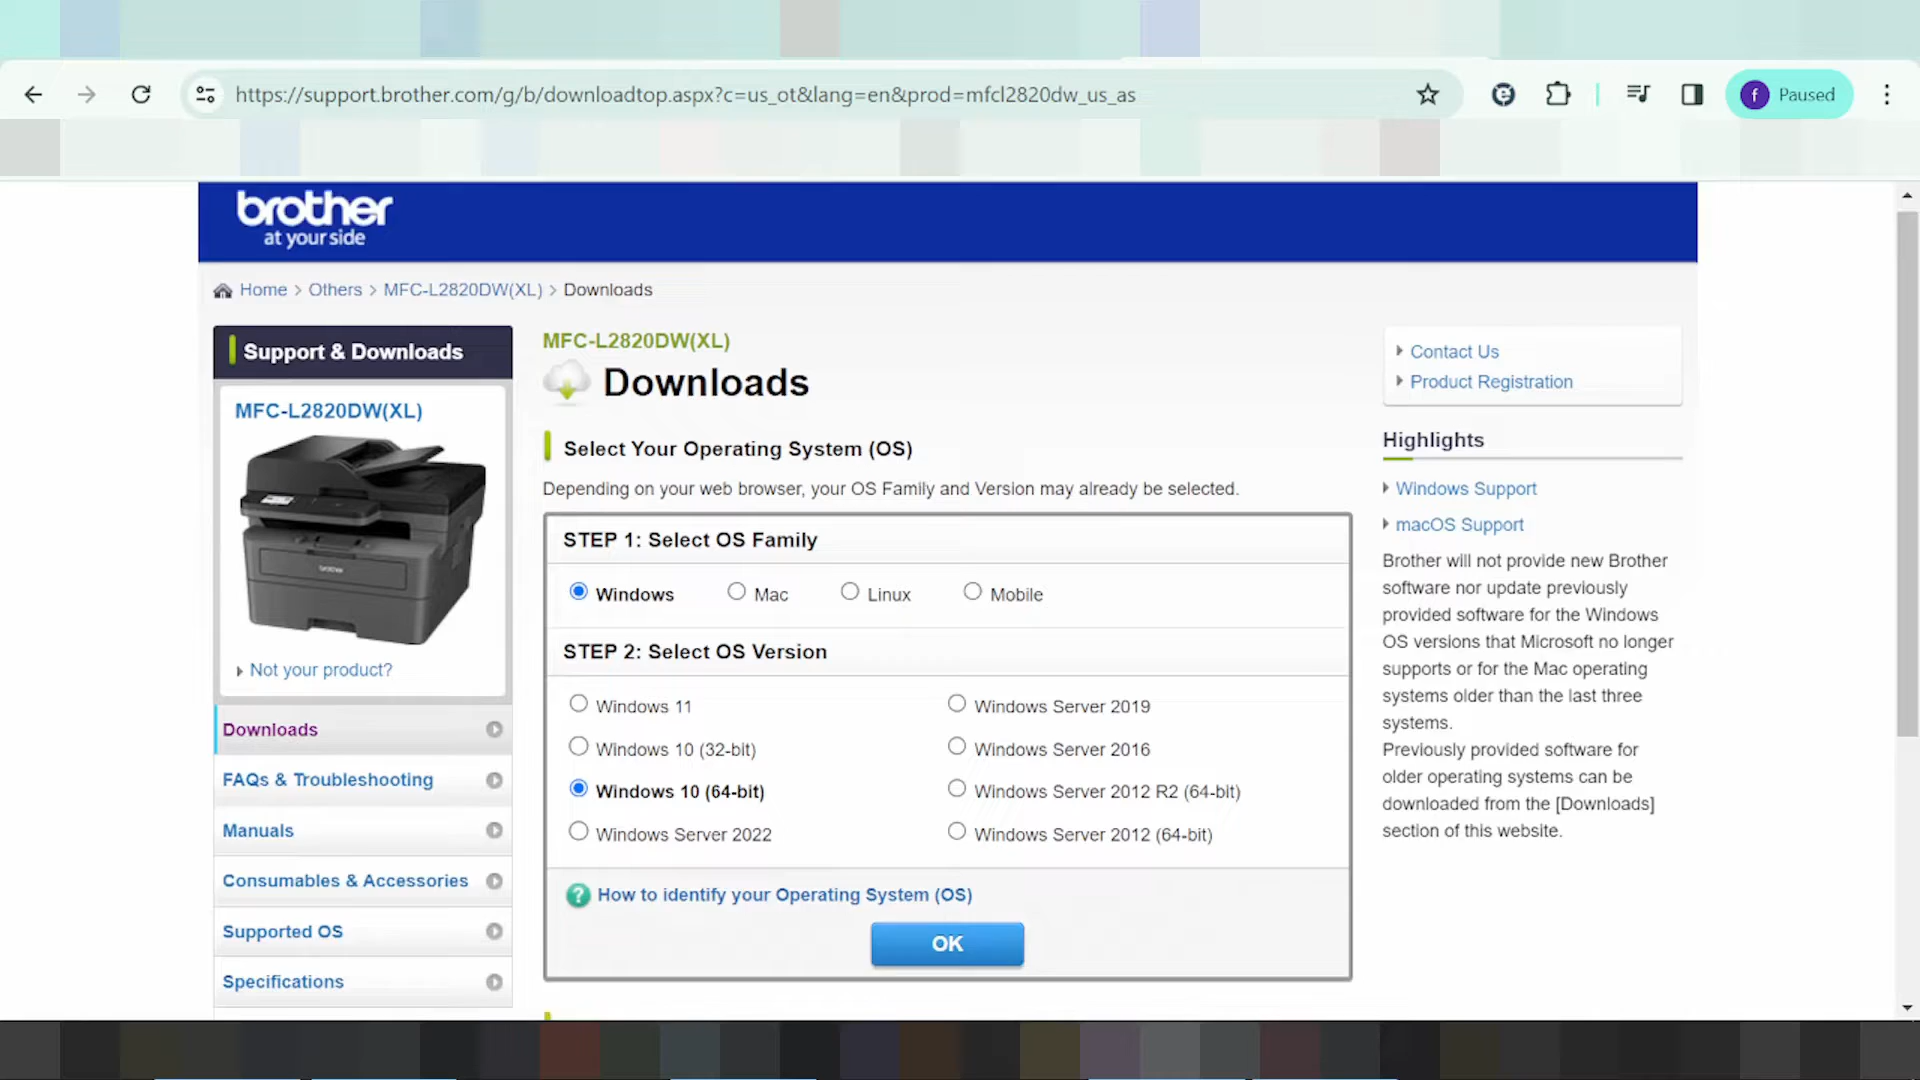 https://support.brother.com/g/b/downloadtop.aspx?c=us_ot&lang=en&prod=mfcl2820dw_us_as
f
Paused
brother
at your side
Home > Others > MFC-L2820DW(XL) > Downloads
Support & Downloads
MFC-L2820DW(XL)
brother
Not your product?
Downloads
FAQs & Troubleshooting
Manuals
Consumables & Accessories
Supported OS
Specifications
MFC-L2820DW(XL)
Downloads
Select Your Operating System (OS)
Depending on your web browser, your OS Family and Version may already be selected.
STEP 1: Select OS Family
Windows Mac Linux Mobile
STEP 2: Select OS Version
Windows 11 Windows Server 2019
Windows 10 (32-bit) Windows Server 2016
Windows 10 (64-bit) Windows Server 2012 R2 (64-bit)
Windows Server 2022 Windows Server 2012 (64-bit)
? How to identify your Operating System (OS)
OK
Contact Us
Product Registration
Highlights
Windows Support
macOS Support
Brother will not provide new Brother
software nor update previously
provided software for the Windows
OS versions that Microsoft no longer
supports or for the Mac operating
systems older than the last three
systems.
Previously provided software for
older operating systems can be
downloaded from the [Downloads]
section of this website.